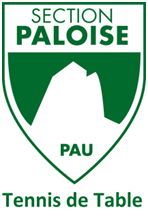 SECTION
PALOISE
PAU
Tennis de Table